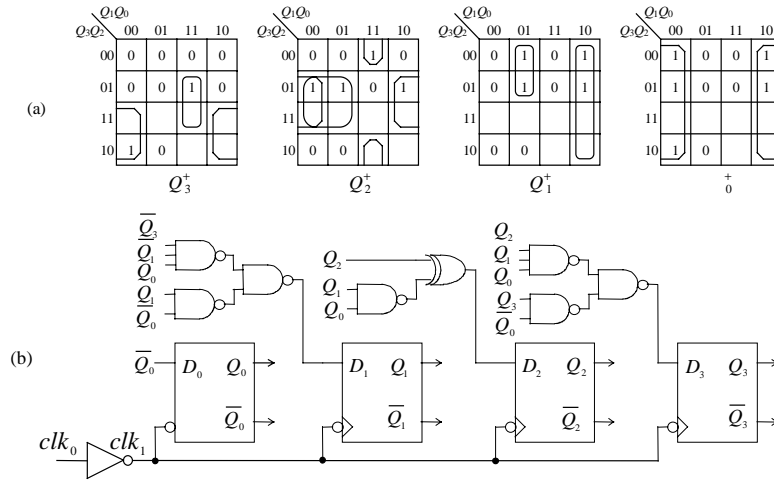 Q₁Q₀ Q₁Q₀ Q₁Q₀ Q₁Q₀
Q₃Q₂ 00 01 11 10 Q₃Q₂ 00 01 11 10 Q₃Q₂ 00 01 11 10 Q₃Q₂ 00 01 11 10
00 0 0 0 0 00 0 0 1 0 00 0 1 0 1 00 1 0 0 1
01 0 0 1 0 01 1 1 0 1 01 0 1 0 1 01 1 0 0 1
(a)
11 11 11 11
10 1 0 10 0 0 10 0 0 10 1 0
Q₃⁺ Q₂⁺ Q₁⁺ ₀⁺
Q̅₃
Q̅₁
Q₀
Q₁
Q̅₀
Q₂
Q₁
Q₀
Q₂
Q₁
Q₀
Q₃
Q̅₀
(b)
Q̅₀ D₀ Q₀ D₁ Q₁ D₂ Q₂ D₃ Q₃
Q̅₀ Q̅₁ Q̅₂ Q̅₃
clk₀ clk₁